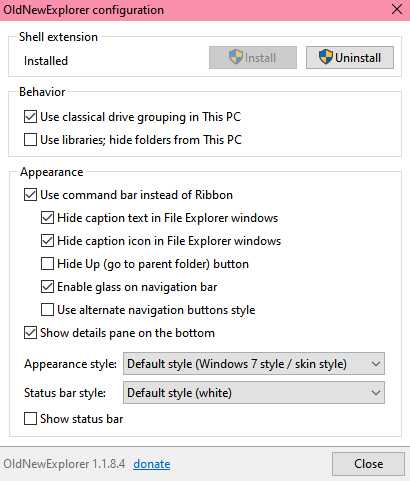 OldNewExplorer configuration
Shell extension
Installed
Install
Uninstall
Behavior
Use classical drive grouping in This PC
Use libraries; hide folders from This PC
Appearance
Use command bar instead of Ribbon
Hide caption text in File Explorer windows
Hide caption icon in File Explorer windows
Hide Up (go to parent folder) button
Enable glass on navigation bar
Use alternate navigation buttons style
Show details pane on the bottom
Appearance style: Default style (Windows 7 style / skin style)
Status bar style: Default style (white)
Show status bar
OldNewExplorer 1.1.8.4 donate
Close